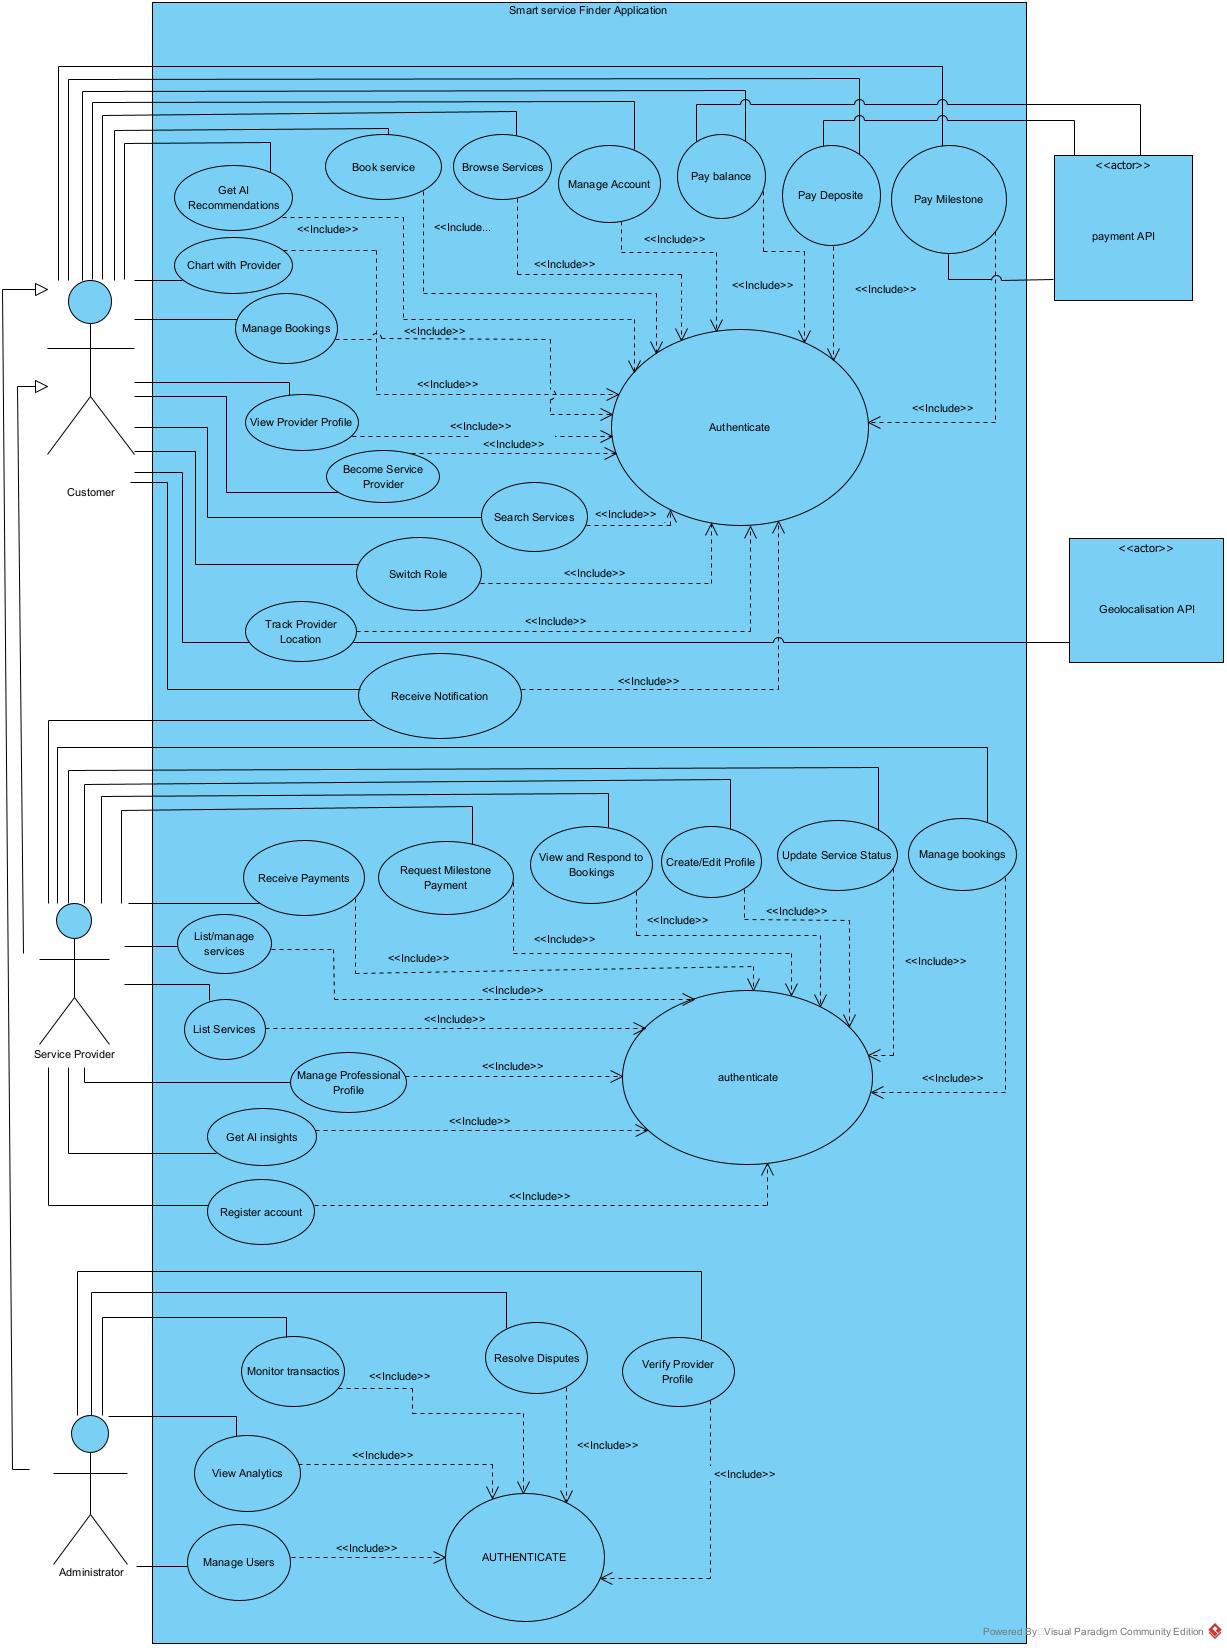 Smart service Finder Application
Book service
Browse Services
Manage Account
Pay balance
Pay Deposite
Pay Milestone
<<actor>>
payment API
Get AI
Recommendations
<<Include>>
<<Include...
<<Include>>
<<Include>>
<<Include>>
<<Include>>
Chart with Provider
Manage Bookings
<<Include>>
<<Include>>
<<Include>>
View Provider Profile
<<Include>>
Authenticate
<<Include>>
Become Service
Provider
Customer
Search Services
<<Include>>
<<actor>>
Geolocalisation API
Switch Role
<<Include>>
Track Provider
Location
<<Include>>
Receive Notification
<<Include>>
Receive Payments
Request Milestone
Payment
View and Respond to
Bookings
Create/Edit Profile
Update Service Status
Manage bookings
List/manage
services
<<Include>>
<<Include>>
<<Include>>
<<Include>>
<<Include>>
<<Include>>
List Services
<<Include>>
Service Provider
Manage Professional
Profile
<<Include>>
authenticate
<<Include>>
Get AI insights
<<Include>>
Register account
<<Include>>
Monitor transactios
Resolve Disputes
Verify Provider
Profile
<<Include>>
<<Include>>
<<Include>>
View Analytics
<<Include>>
Manage Users
<<Include>>
AUTHENTICATE
Administrator
Powered By Visual Paradigm Community Edition